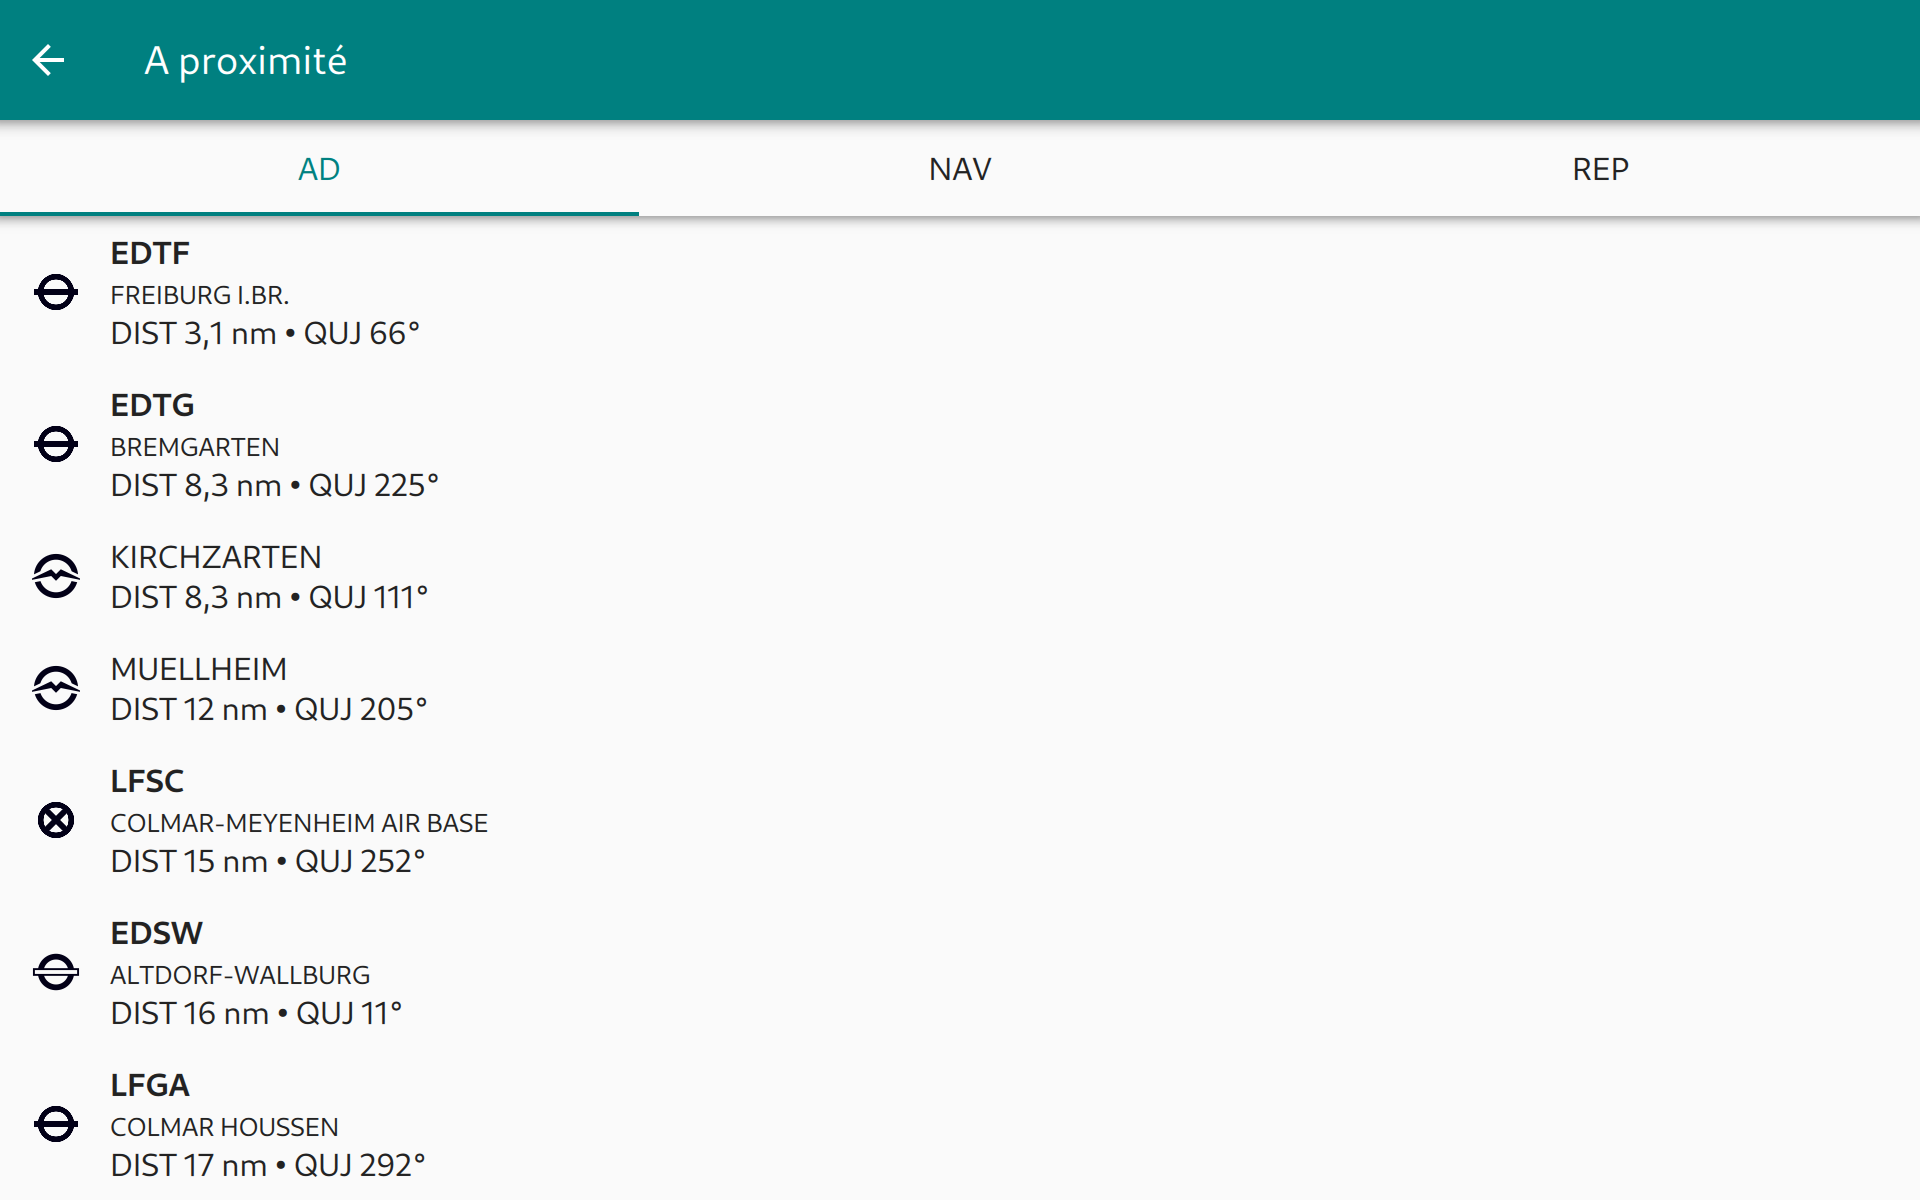 A proximité
AD
NAV
REP
EDTF
FREIBURG I.BR.
DIST 3,1 nm • QUJ 66°
EDTG
BREMGARTEN
DIST 8,3 nm • QUJ 225°
KIRCHZARTEN
DIST 8,3 nm • QUJ 111°
MUELLHEIM
DIST 12 nm • QUJ 205°
LFSC
COLMAR-MEYENHEIM AIR BASE
DIST 15 nm • QUJ 252°
EDSW
ALTDORF-WALLBURG
DIST 16 nm • QUJ 11°
LFGA
COLMAR HOUSSEN
DIST 17 nm • QUJ 292°